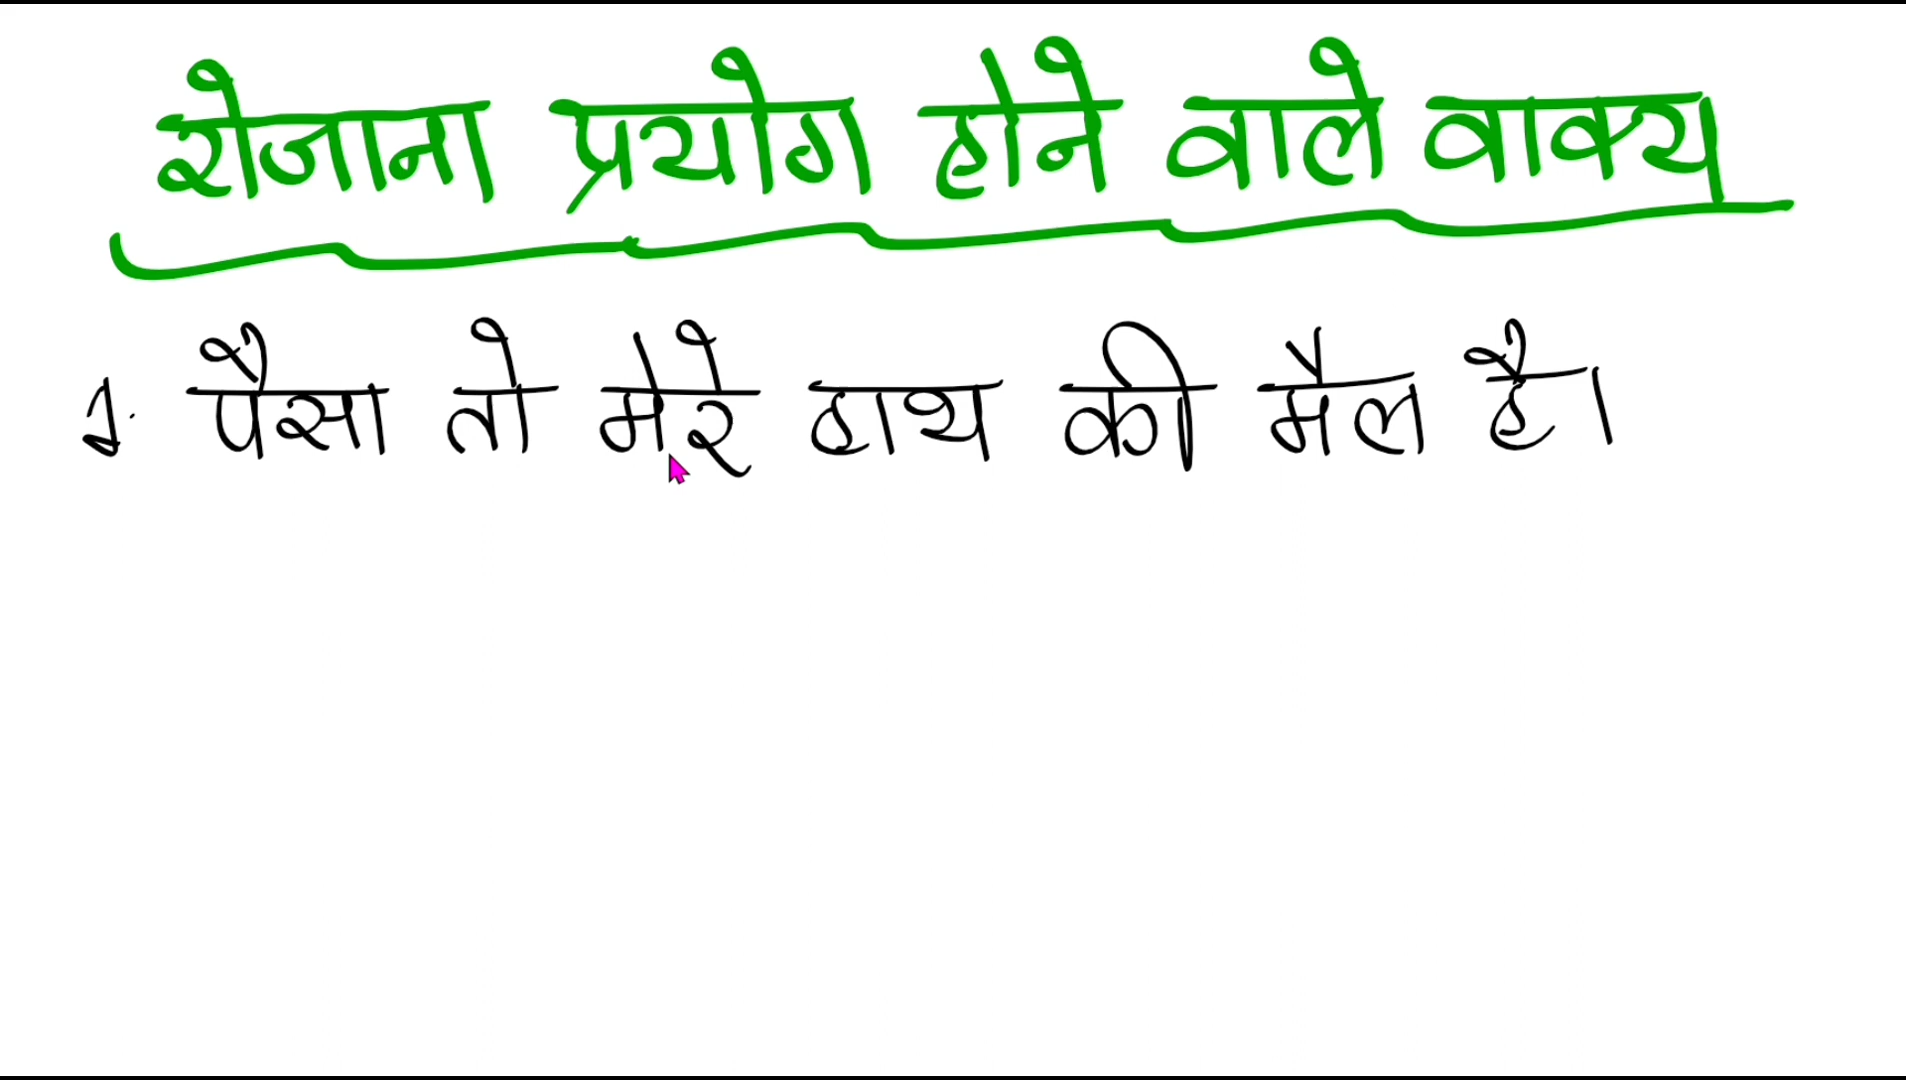 रोजाना प्रयोग होने वाले वाक्य
1. पैसा तो मेरे हाथ की मैल है।